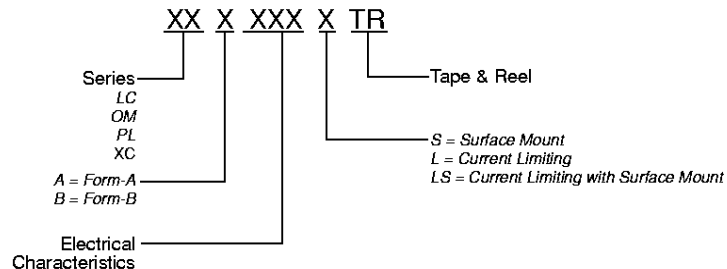 XX X XXX X TR
Series
LC
OM
PL
XC
Tape & Reel
S = Surface Mount
L = Current Limiting
LS = Current Limiting with Surface Mount
A = Form-A
B = Form-B
Electrical
Characteristics